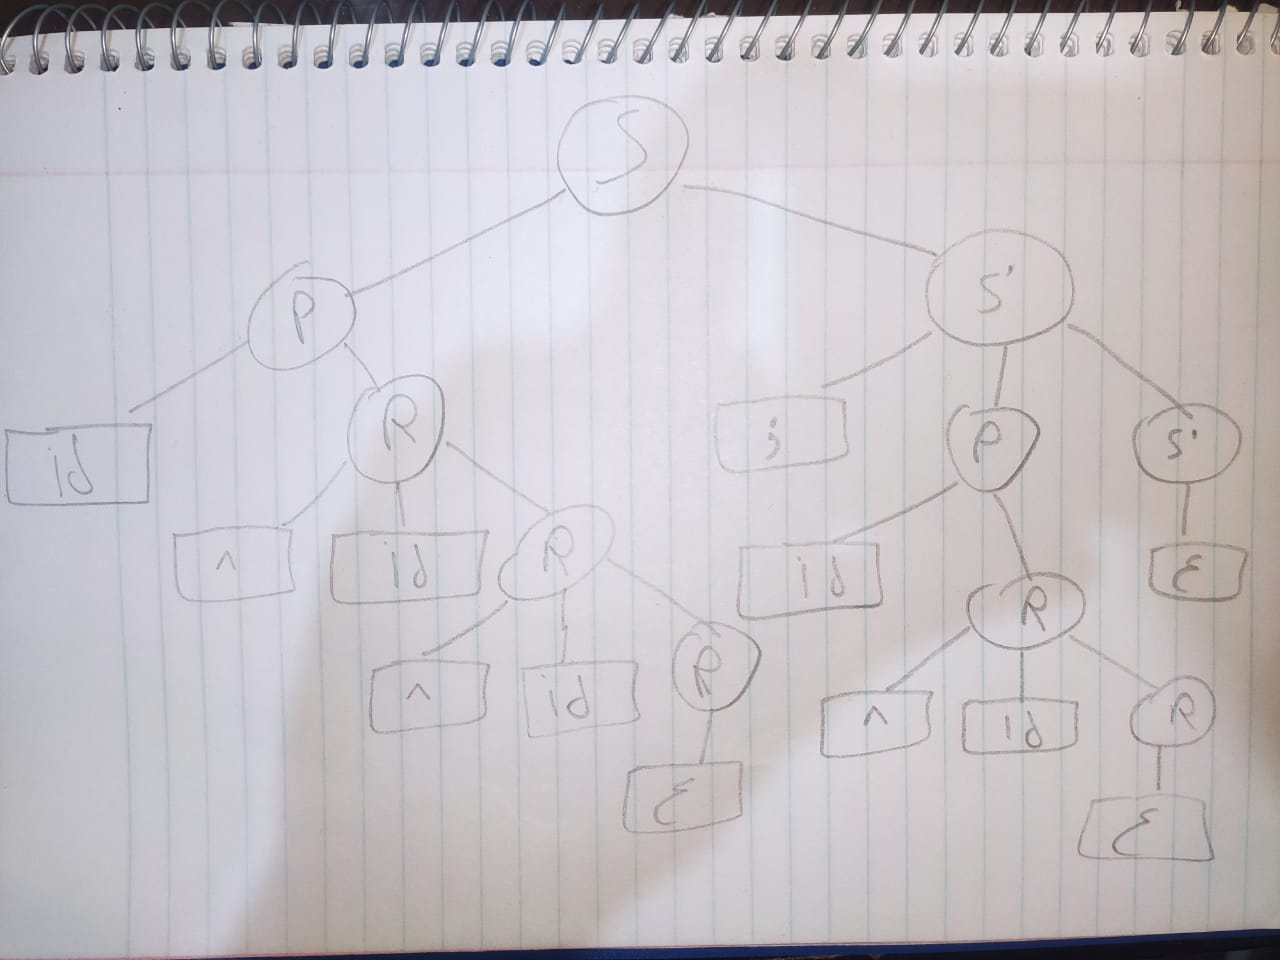 S
P S'
id R ; P S'
^ id R id R ε
^ id R ^ id R
ε ε